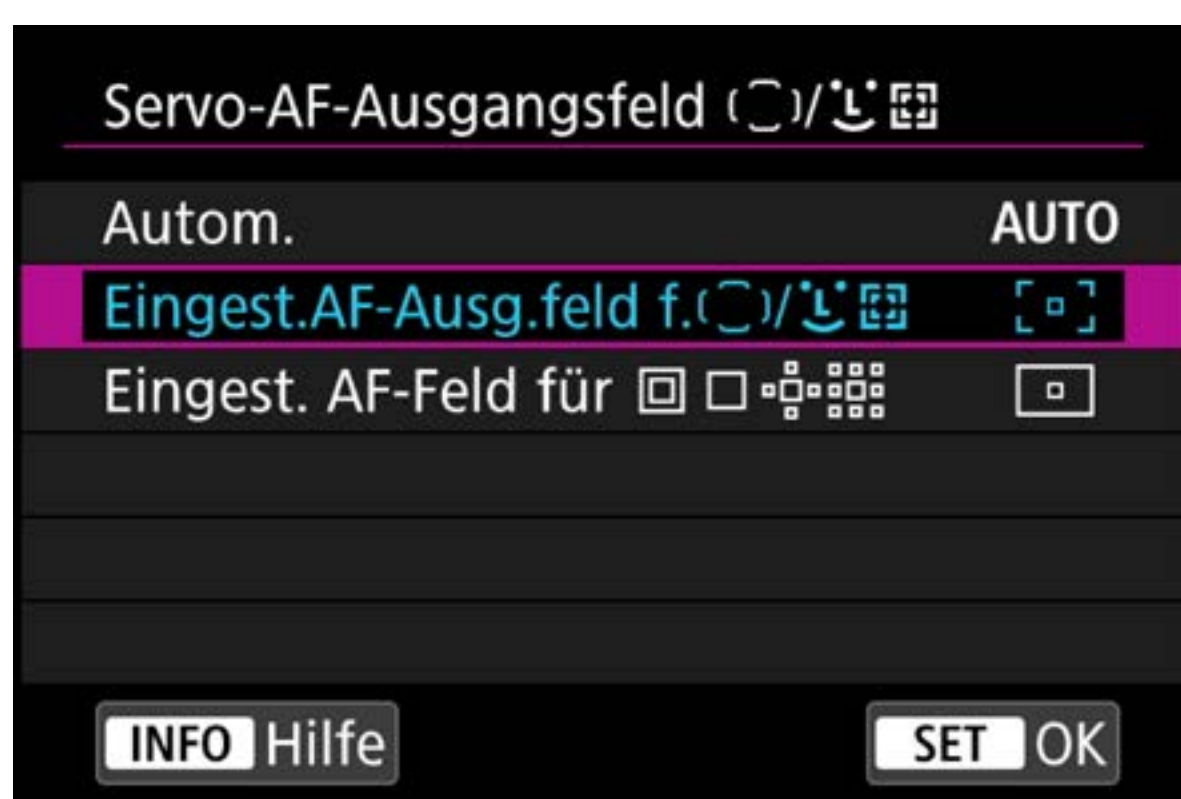 Servo-AF-Ausgangsfeld ( )/
Autom. AUTO
Eingest.AF-Ausg.feld f.( )/
Eingest. AF-Feld für
INFO Hilfe SET OK